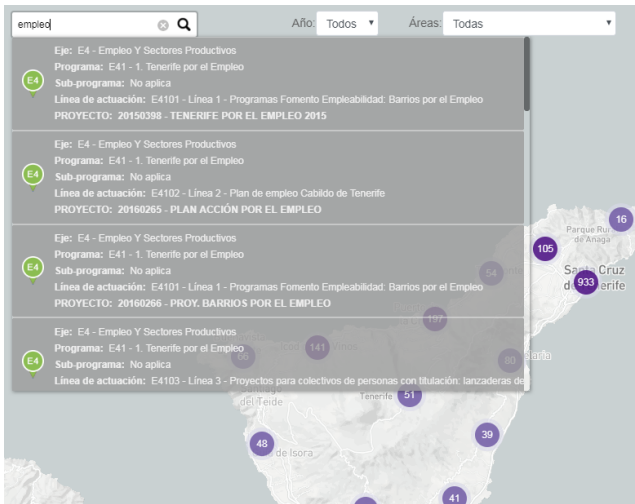 empleo Año: Todos Áreas: Todas
Eje: E4 - Empleo Y Sectores Productivos
Programa: E41 - 1. Tenerife por el Empleo
E4
Sub-programa: No aplica
Línea de actuación: E4101 - Línea 1 - Programas Fomento Empleabilidad: Barrios por el Empleo
PROYECTO: 20150398 - TENERIFE POR EL EMPLEO 2015
Eje: E4 - Empleo Y Sectores Productivos
Programa: E41 - 1. Tenerife por el Empleo
E4
Sub-programa: No aplica
Línea de actuación: E4102 - Línea 2 - Plan de empleo Cabildo de Tenerife
PROYECTO: 20160265 - PLAN ACCIÓN POR EL EMPLEO
Eje: E4 - Empleo Y Sectores Productivos
Programa: E41 - 1. Tenerife por el Empleo
E4
Sub-programa: No aplica
Línea de actuación: E4101 - Línea 1 - Programas Fomento Empleabilidad: Barrios por el Empleo
PROYECTO: 20160266 - PROY. BARRIOS POR EL EMPLEO
Eje: E4 - Empleo Y Sectores Productivos
Programa: E41 - 1. Tenerife por el Empleo
E4
Sub-programa: No aplica
Línea de actuación: E4103 - Línea 3 - Proyectos para colectivos de personas con titulación: lanzaderas de
16
Parque Rur
de Anaga
105
54
Santa Cruz
933
197
141
66
80
del Teide
Tenerife
51
39
48
de Isora
41